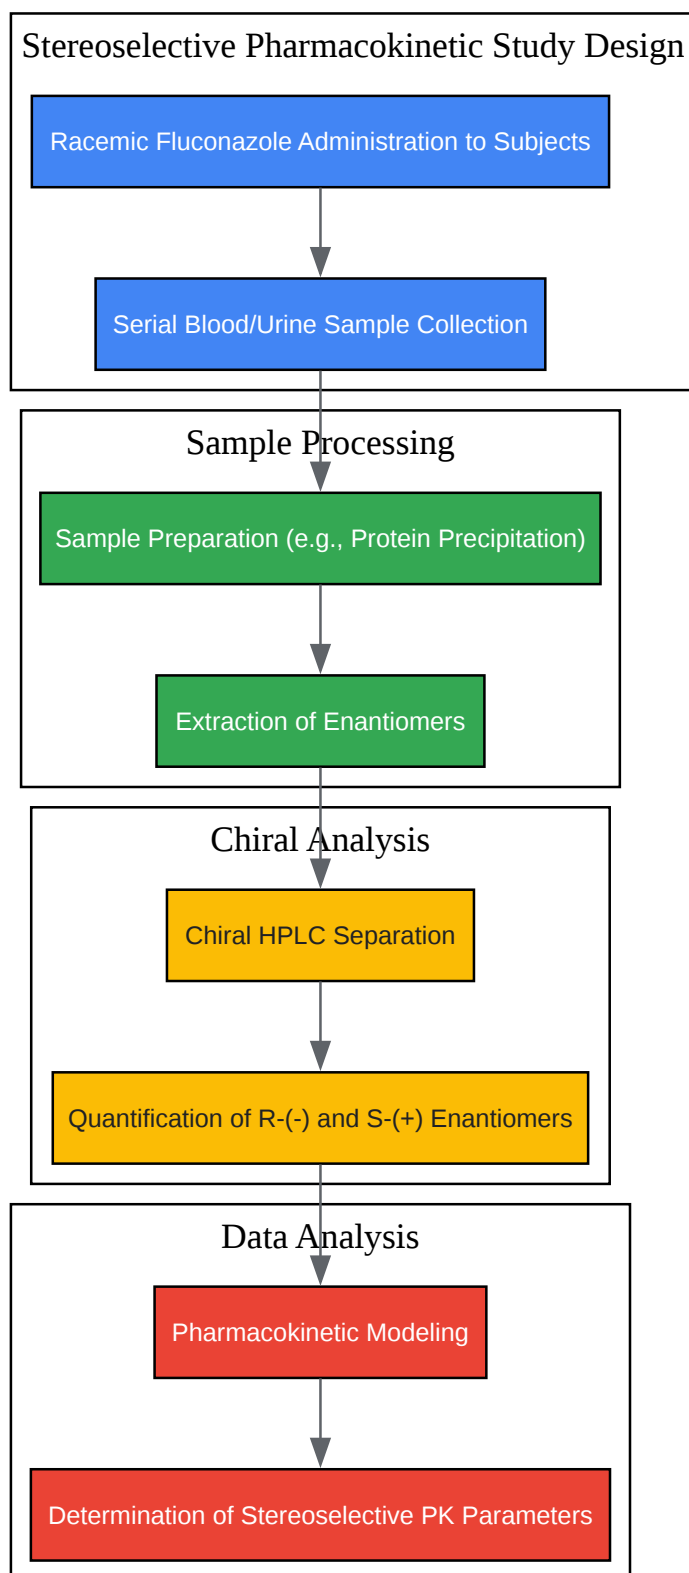 Stereoselective Pharmacokinetic Study Design
Racemic Fluconazole Administration to Subjects
Serial Blood/Urine Sample Collection
Sample Processing
Sample Preparation (e.g., Protein Precipitation)
Extraction of Enantiomers
Chiral Analysis
Chiral HPLC Separation
Quantification of R-(-) and S-(+) Enantiomers
Data Analysis
Pharmacokinetic Modeling
Determination of Stereoselective PK Parameters